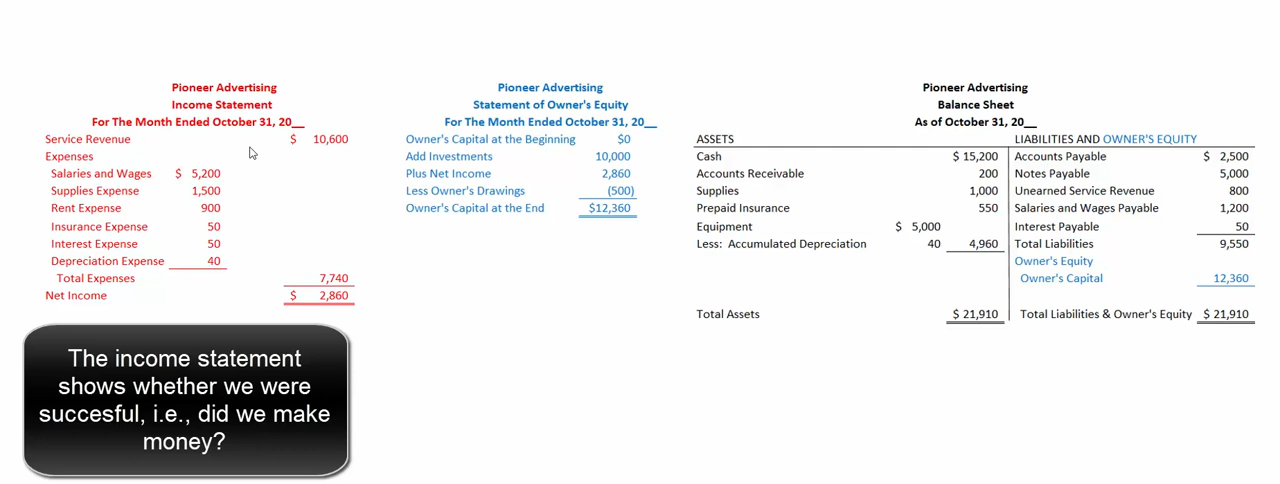 Pioneer Advertising
Income Statement
For The Month Ended October 31, 20__
Service Revenue $ 10,600
Expenses
Salaries and Wages $ 5,200
Supplies Expense 1,500
Rent Expense 900
Insurance Expense 50
Interest Expense 50
Depreciation Expense 40
Total Expenses 7,740
Net Income $ 2,860
The income statement
shows whether we were
succesful, i.e., did we make
money?
Pioneer Advertising
Statement of Owner's Equity
For The Month Ended October 31, 20__
Owner's Capital at the Beginning $0
Add Investments 10,000
Plus Net Income 2,860
Less Owner's Drawings (500)
Owner's Capital at the End $12,360
Pioneer Advertising
Balance Sheet
As of October 31, 20__
ASSETS LIABILITIES AND OWNER'S EQUITY
Cash $ 15,200 Accounts Payable $ 2,500
Accounts Receivable 200 Notes Payable 5,000
Supplies 1,000 Unearned Service Revenue 800
Prepaid Insurance 550 Salaries and Wages Payable 1,200
Equipment $ 5,000 Interest Payable 50
Less: Accumulated Depreciation 40 4,960 Total Liabilities 9,550
Owner's Equity
Owner's Capital 12,360
Total Assets $ 21,910 Total Liabilities & Owner's Equity $ 21,910